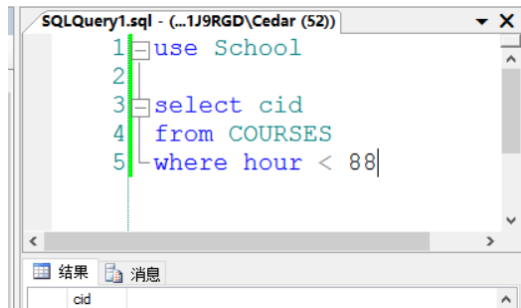 SQLQuery1.sql - (...1J9RGD\Cedar (52))
1 use School
2
3 select cid
4 from COURSES
5 where hour < 88
结果 消息
cid